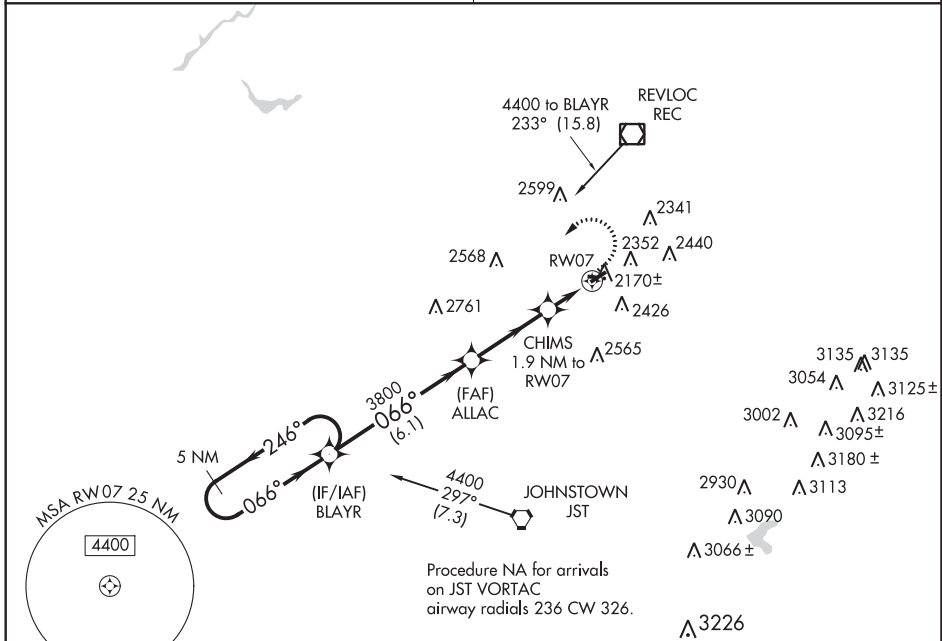 4400 to BLAYR
233° (15.8)
REVLOC
REC
2599
2341
2568
RW07
2352
2440
2170±
2761
2426
CHIMS
1.9 NM to
RW07
2565
3135
3135
3054
3125±
(FAF)
ALLAC
3800
066°
(6.1)
3002
3216
3095±
3180 ±
246°
5 NM
066°
(IF/IAF)
BLAYR
4400
297°
(7.3)
JOHNSTOWN
JST
2930
3113
3090
3066±
MSA RW07 25 NM
4400
Procedure NA for arrivals
on JST VORTAC
airway radials 236 CW 326.
3226